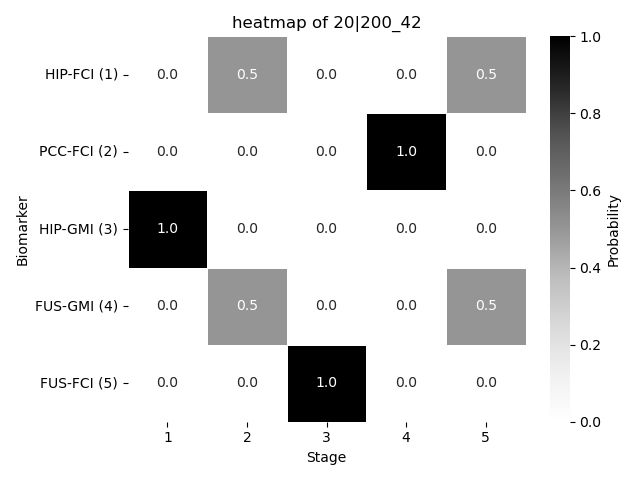 heatmap of 20|200_42
HIP-FCI (1) 0.0 0.5 0.0 0.0 0.5
PCC-FCI (2) 0.0 0.0 0.0 1.0 0.0
HIP-GMI (3) 1.0 0.0 0.0 0.0 0.0
FUS-GMI (4) 0.0 0.5 0.0 0.0 0.5
FUS-FCI (5) 0.0 0.0 1.0 0.0 0.0
1 2 3 4 5
Stage
Biomarker
1.0
0.8
0.6
0.4
0.2
0.0
Probability